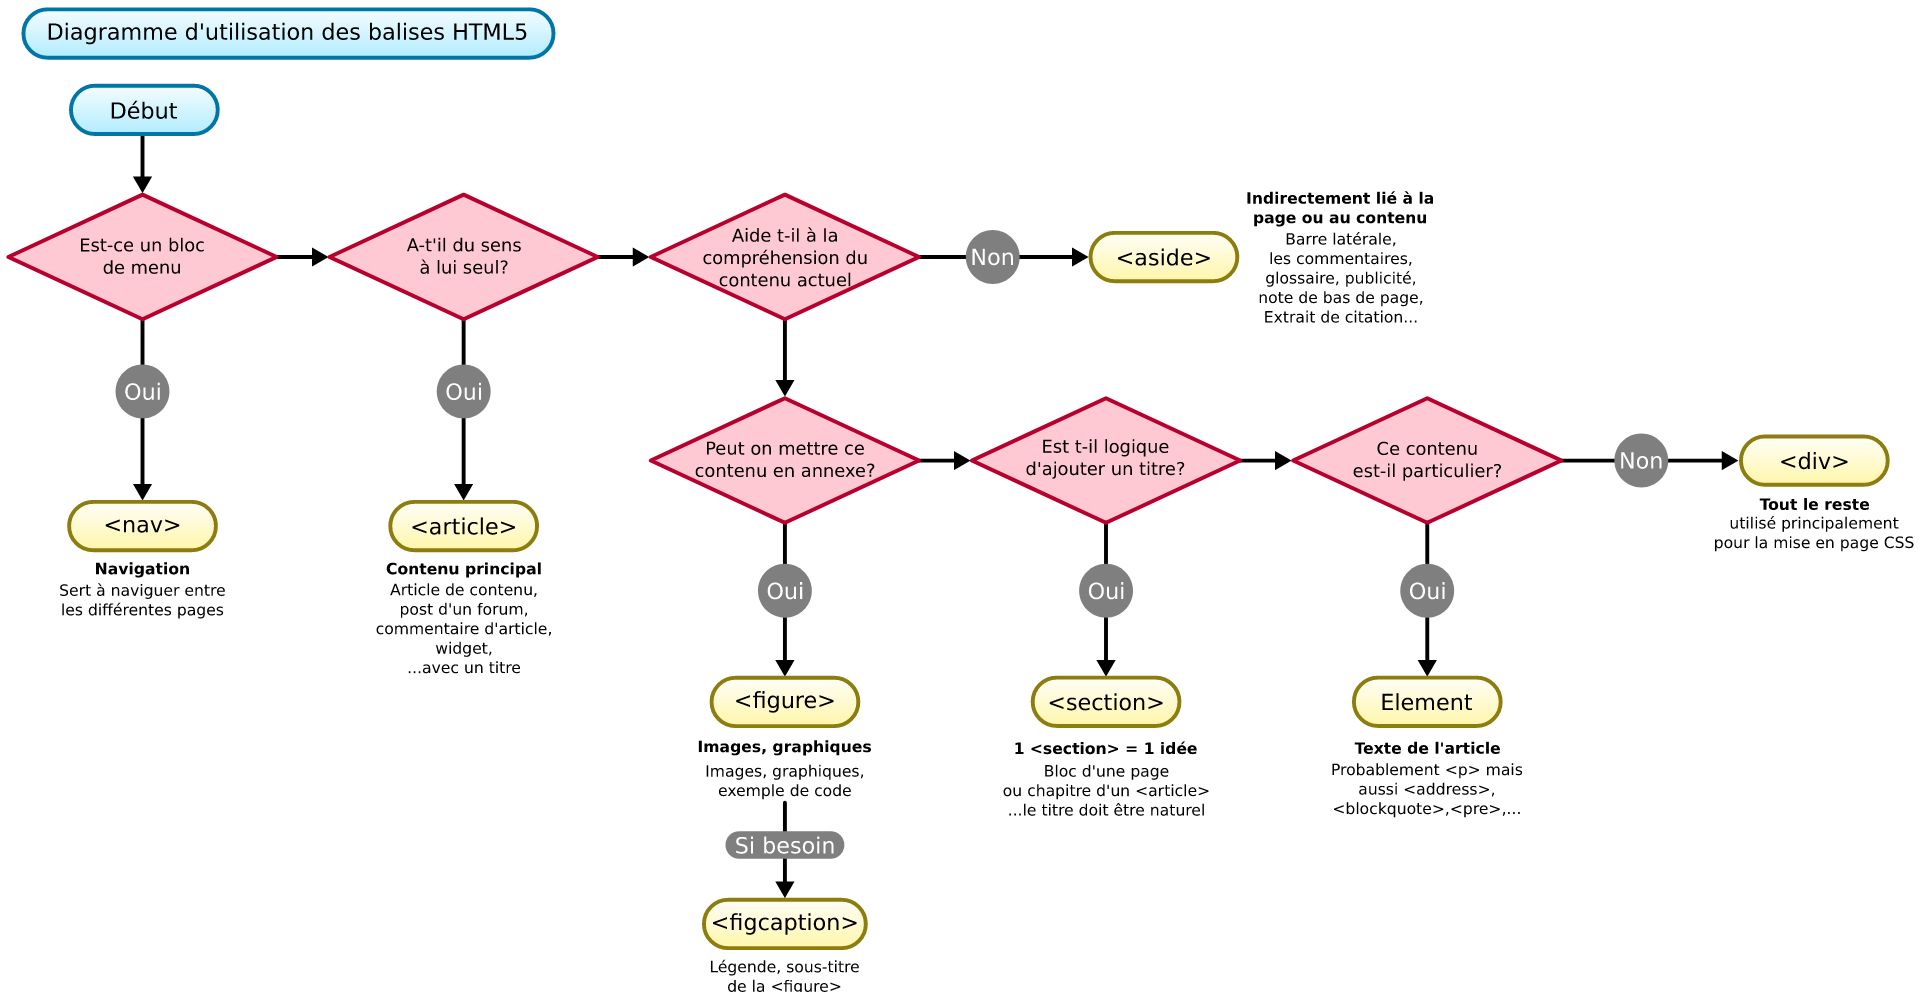 Diagramme d'utilisation des balises HTML5
Début
Est-ce un bloc
de menu
A-t'il du sens
à lui seul?
Aide t-il à la
compréhension du
contenu actuel
Non
<aside>
Indirectement lié à la
page ou au contenu
Barre latérale,
les commentaires,
glossaire, publicité,
note de bas de page,
Extrait de citation...
Oui
Oui
Peut on mettre ce
contenu en annexe?
Est t-il logique
d'ajouter un titre?
Ce contenu
est-il particulier?
Non
<div>
Tout le reste
utilisé principalement
pour la mise en page CSS
<nav>
Navigation
Sert à naviguer entre
les différentes pages
<article>
Contenu principal
Article de contenu,
post d'un forum,
commentaire d'article,
widget,
...avec un titre
Oui
Oui
Oui
<figure>
Images, graphiques
Images, graphiques,
exemple de code
Si besoin
<figcaption>
Légende, sous-titre
de la <figure>
<section>
1 <section> = 1 idée
Bloc d'une page
ou chapitre d'un <article>
...le titre doit être naturel
Element
Texte de l'article
Probablement <p> mais
aussi <address>,
<blockquote>,<pre>,...